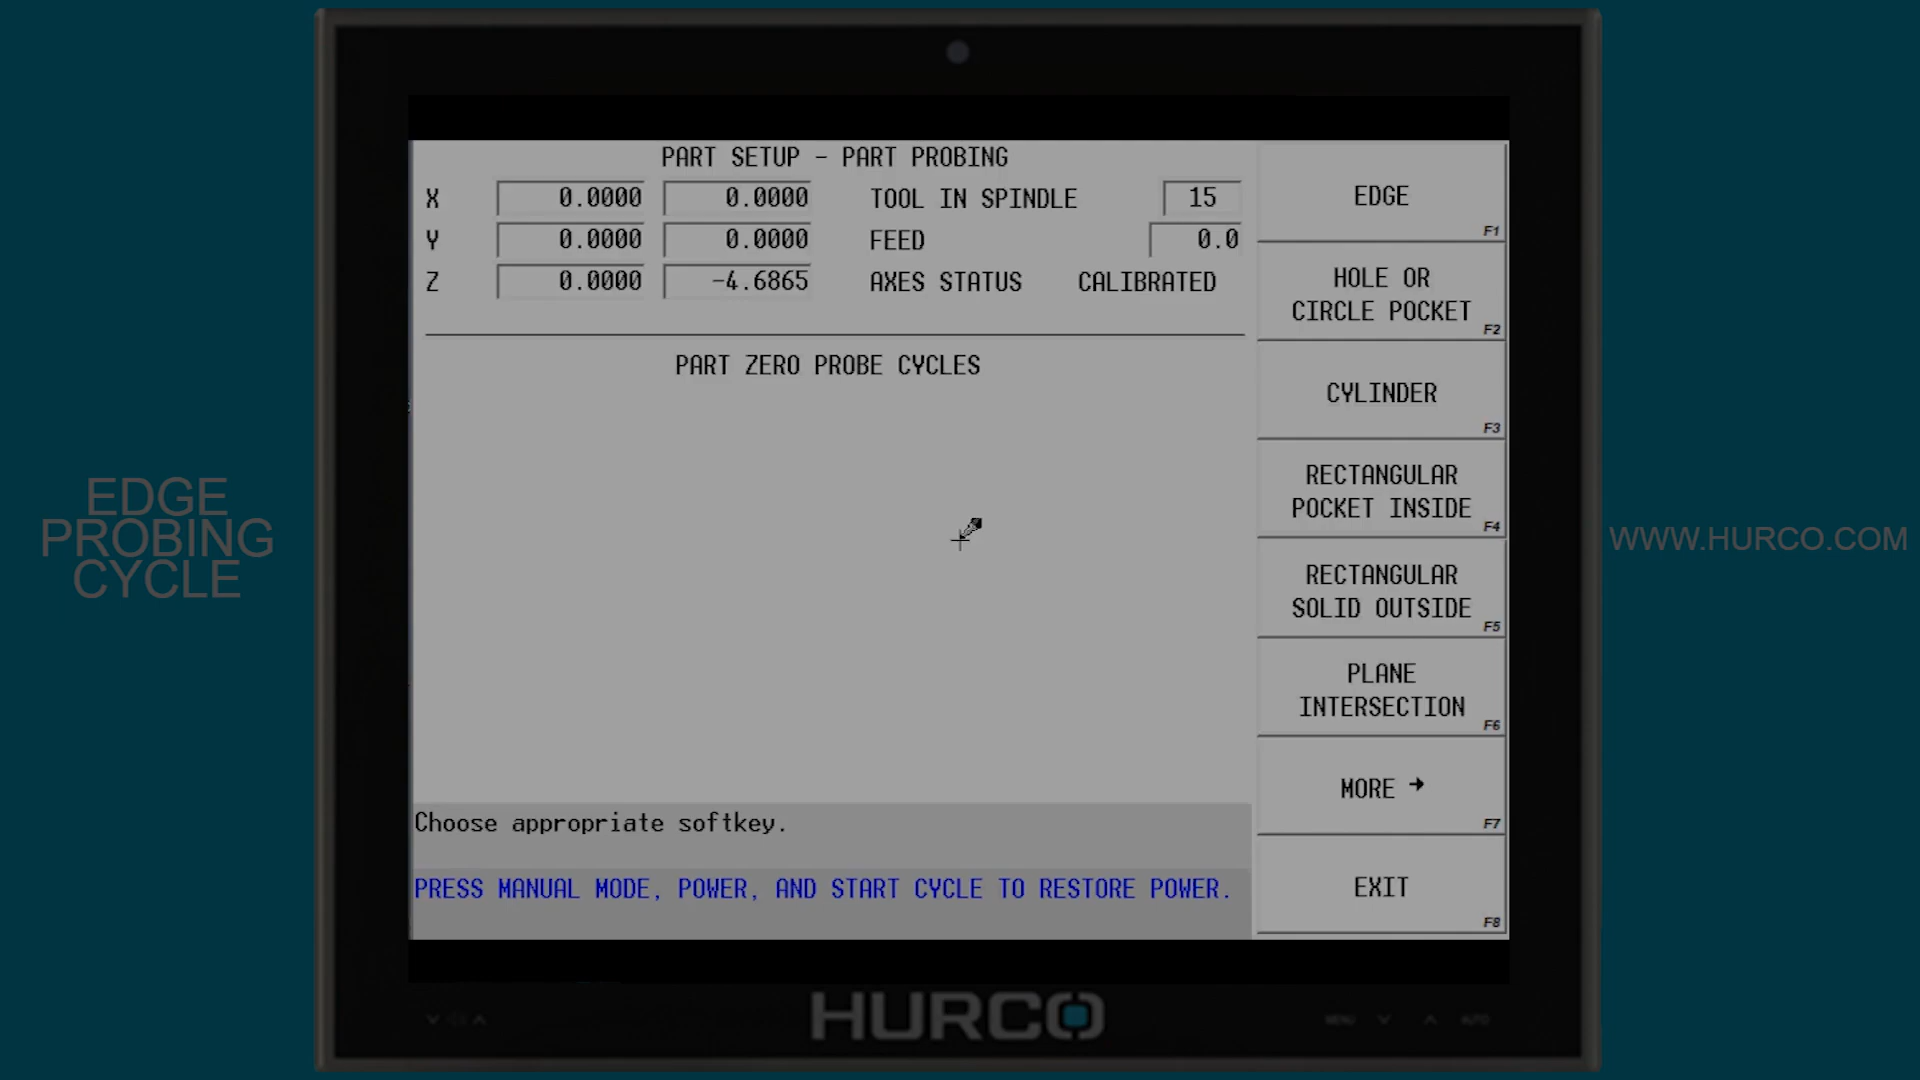 EDGE
PROBING
CYCLE
PART SETUP - PART PROBING
X 0.0000 0.0000 TOOL IN SPINDLE 15
Y 0.0000 0.0000 FEED 0.0
Z 0.0000 -4.6865 AXES STATUS CALIBRATED
PART ZERO PROBE CYCLES
Choose appropriate softkey.
PRESS MANUAL MODE, POWER, AND START CYCLE TO RESTORE POWER.
EDGE
F1
HOLE OR
CIRCLE POCKET
F2
CYLINDER
F3
RECTANGULAR
POCKET INSIDE
F4
RECTANGULAR
SOLID OUTSIDE
F5
PLANE
INTERSECTION
F6
MORE →
F7
EXIT
F8
WWW.HURCO.COM
HURCO
MENU AUTO